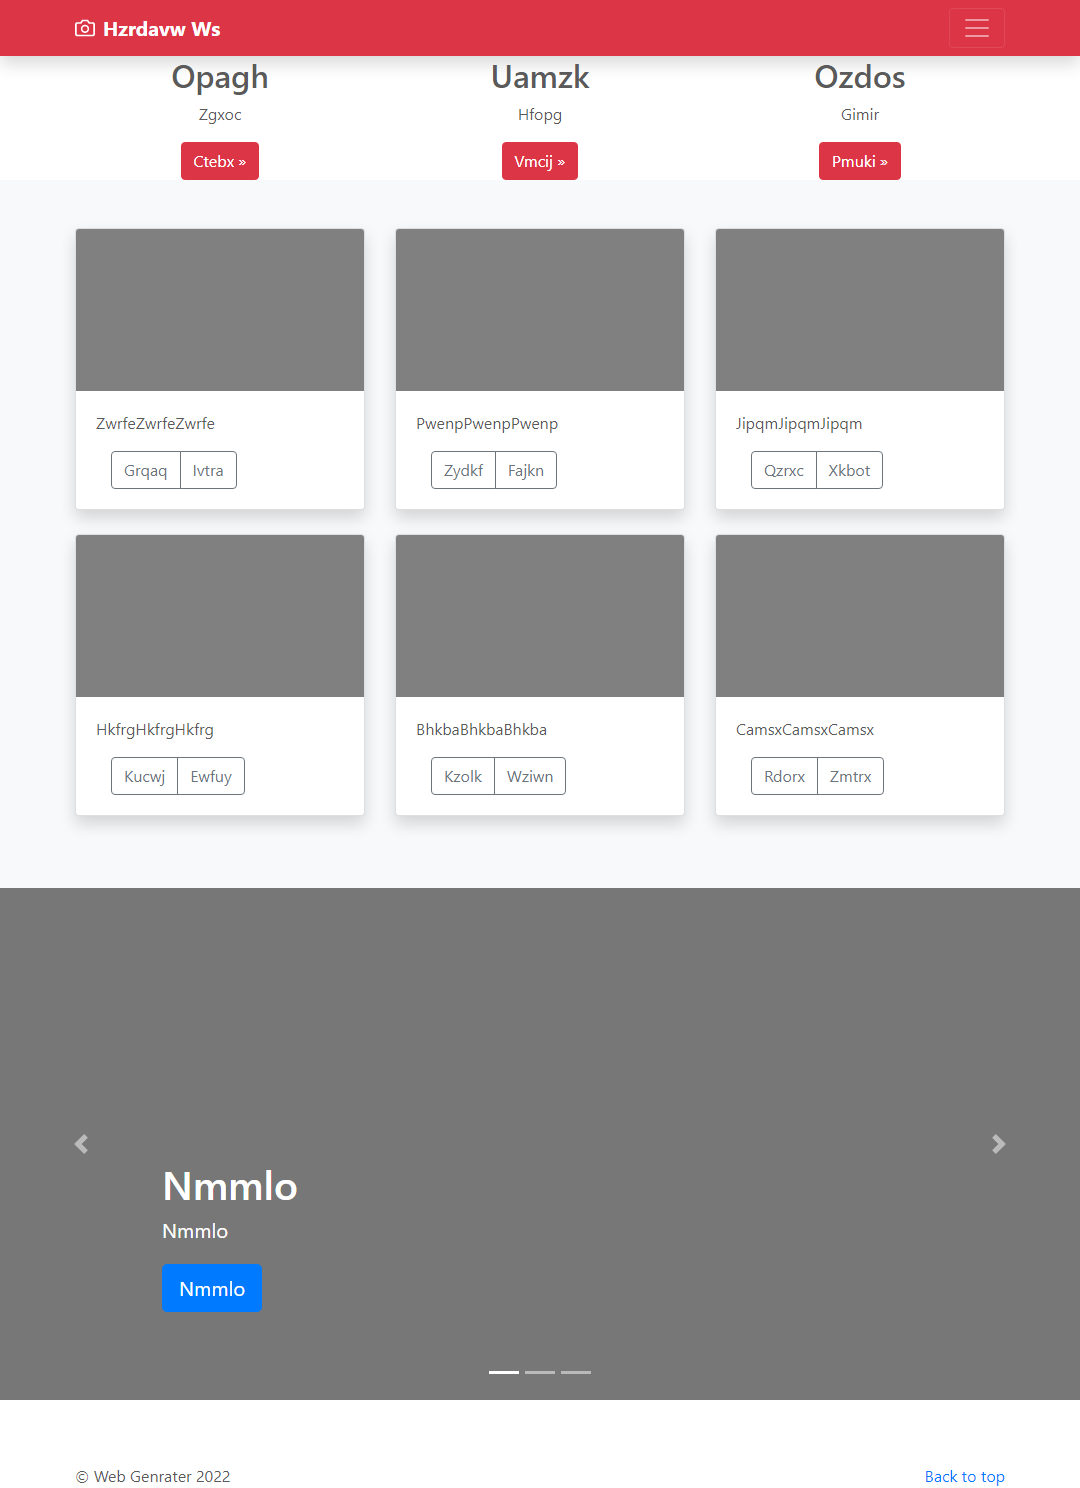 Hzrdavw Ws
Opagh
Zgxoc
Ctebx »
Uamzk
Hfopg
Vmcij »
Ozdos
Gimir
Pmuki »
ZwrfeZwrfeZwrfe
Grqaq Ivtra
PwenpPwenpPwenp
Zydkf Fajkn
JipqmJipqmJipqm
Qzrxc Xkbot
HkfrgHkfrgHkfrg
Kucwj Ewfuy
BhkbaBhkbaBhkba
Kzolk Wziwn
CamsxCamsxCamsx
Rdorx Zmtrx
Nmmlo
Nmmlo
Nmmlo
© Web Genrater 2022
Back to top